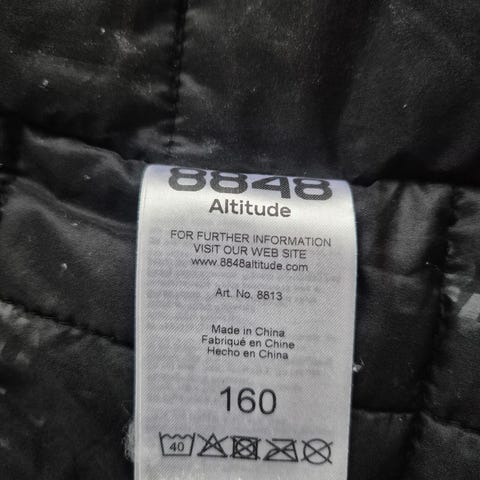 8848
Altitude
FOR FURTHER INFORMATION
VISIT OUR WEB SITE
www.8848altitude.com
Art. No. 8813
Made in China
Fabriqué en Chine
Hecho en China
160
40